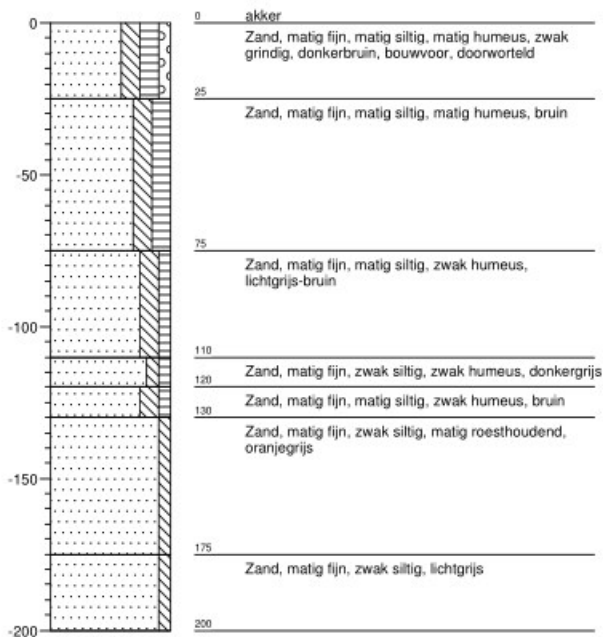 0
akker
0
Zand, matig fijn, matig siltig, matig humeus, zwak
grindig, donkerbruin, bouwvoor, doorworteld
25
Zand, matig fijn, matig siltig, matig humeus, bruin
-50
75
Zand, matig fijn, matig siltig, zwak humeus,
lichtgrijs-bruin
-100
110
Zand, matig fijn, zwak siltig, zwak humeus, donkergrijs
120
Zand, matig fijn, matig siltig, zwak humeus, bruin
130
Zand, matig fijn, zwak siltig, matig roesthoudend,
oranjegrijs
-150
175
Zand, matig fijn, zwak siltig, lichtgrijs
200
-200